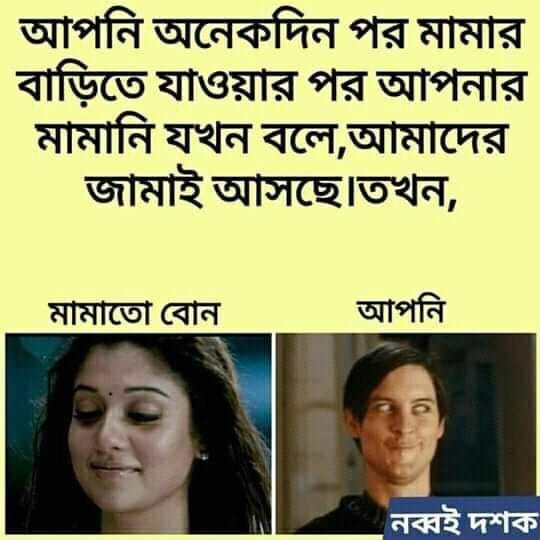 আপনি অনেকদিন পর মামার
বাড়িতে যাওয়ার পর আপনার
মামানি যখন বলে,আমাদের
জামাই আসছে।তখন,
মামাতো বোন
আপনি
নব্বই দশক